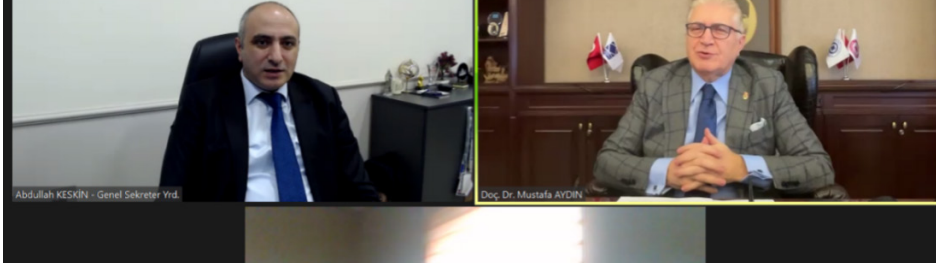 Abdullah KESKİN - Genel Sekreter Yrd.
Doç. Dr. Mustafa AYDIN